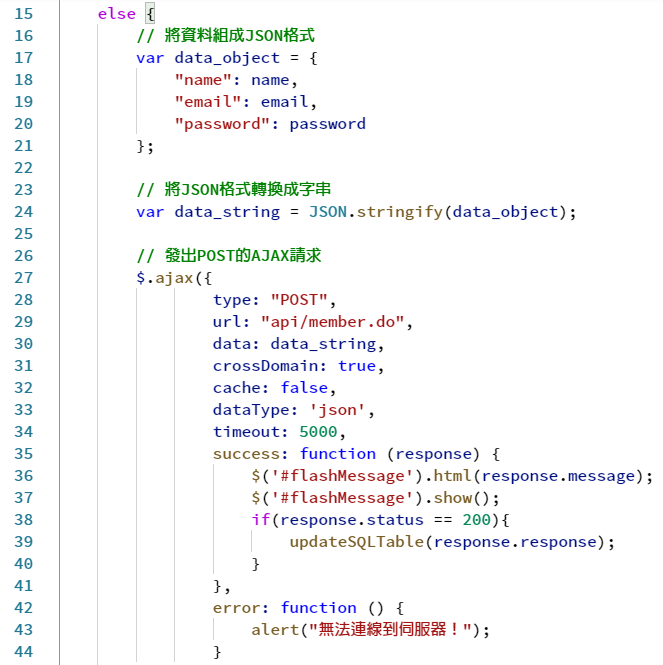 15 else {
16 // 將資料組成JSON格式
17 var data_object = {
18 "name": name,
19 "email": email,
20 "password": password
21 };
22
23 // 將JSON格式轉換成字串
24 var data_string = JSON.stringify(data_object);
25
26 // 發出POST的AJAX請求
27 $.ajax({
28 type: "POST",
29 url: "api/member.do",
30 data: data_string,
31 crossDomain: true,
32 cache: false,
33 dataType: 'json',
34 timeout: 5000,
35 success: function (response) {
36 $('#flashMessage').html(response.message);
37 $('#flashMessage').show();
38 if(response.status == 200){
39 updateSQLTable(response.response);
40 }
41 },
42 error: function () {
43 alert("無法連線到伺服器！");
44 }